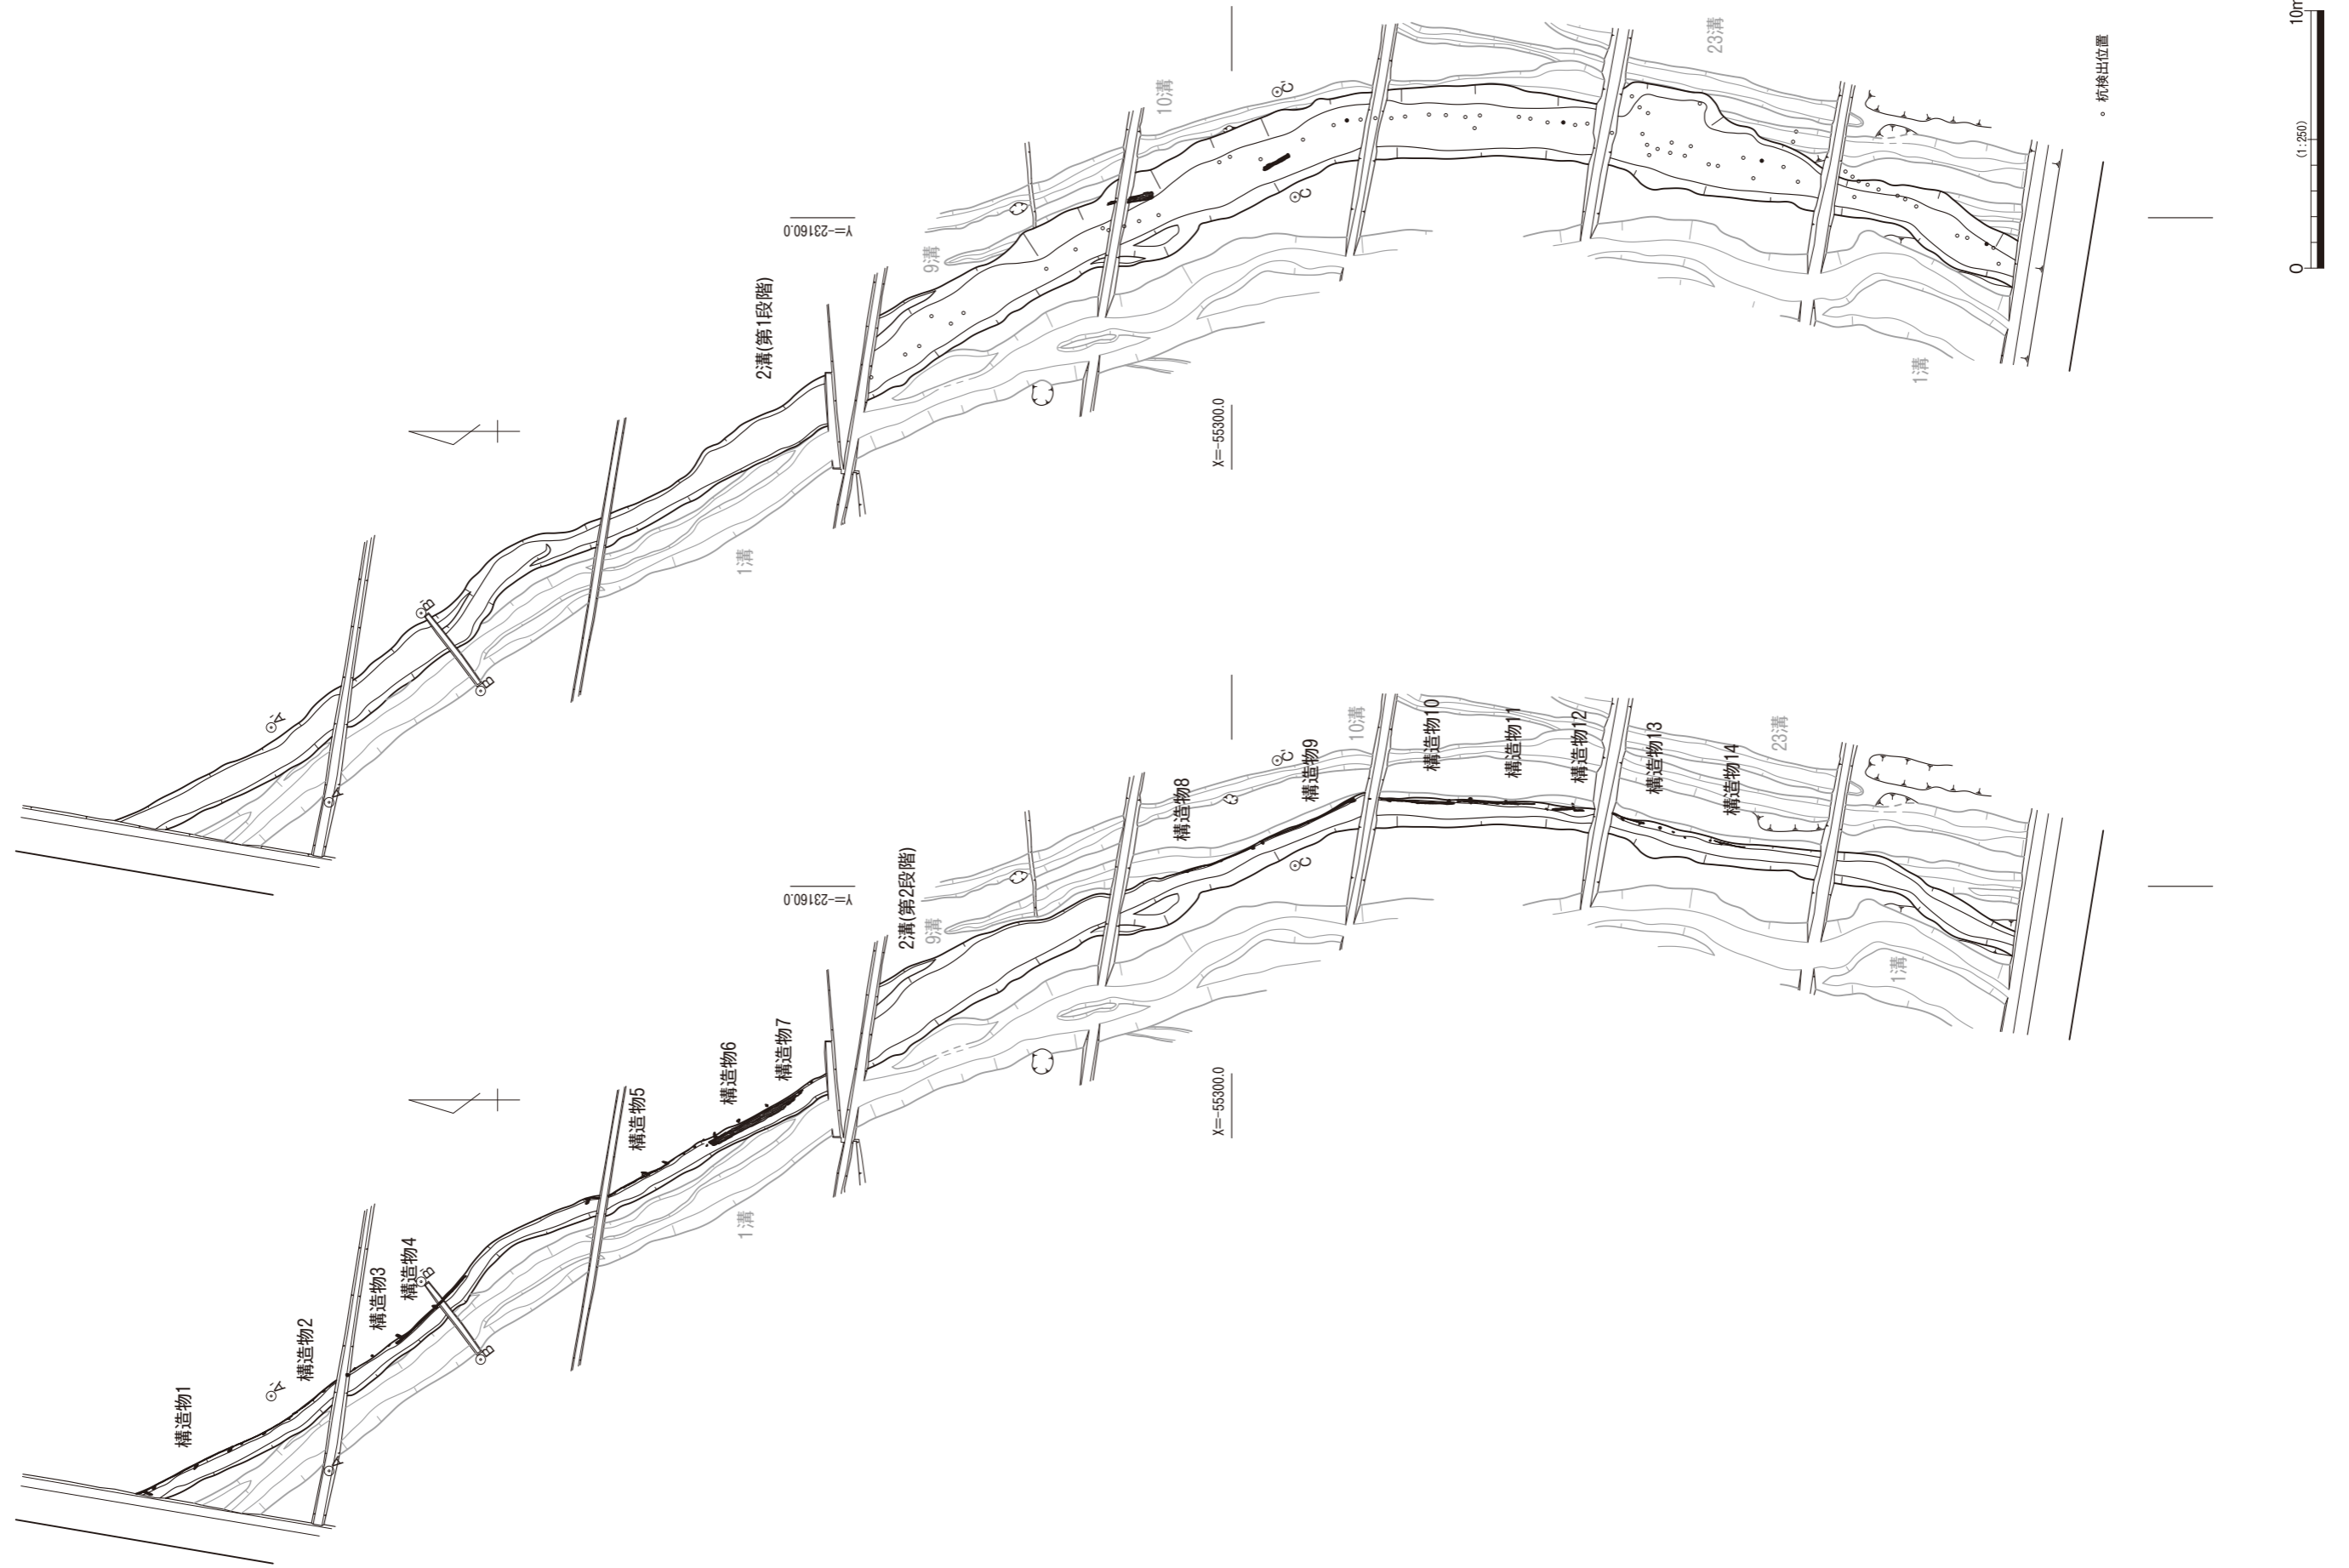 2溝(第1段階)
Y=-23160.0
X=-55300.0
1溝
9溝
10溝
23溝
1溝
A
A'
B
B'
C
C'
2溝(第2段階)
Y=-23160.0
X=-55300.0
構造物1
構造物2
構造物3
構造物4
構造物5
構造物6
構造物7
構造物8
構造物9
構造物10
構造物11
構造物12
構造物13
構造物14
1溝
9溝
10溝
23溝
1溝
A
A'
B
B'
C
C'
杭検出位置
0
(1:250)
10m